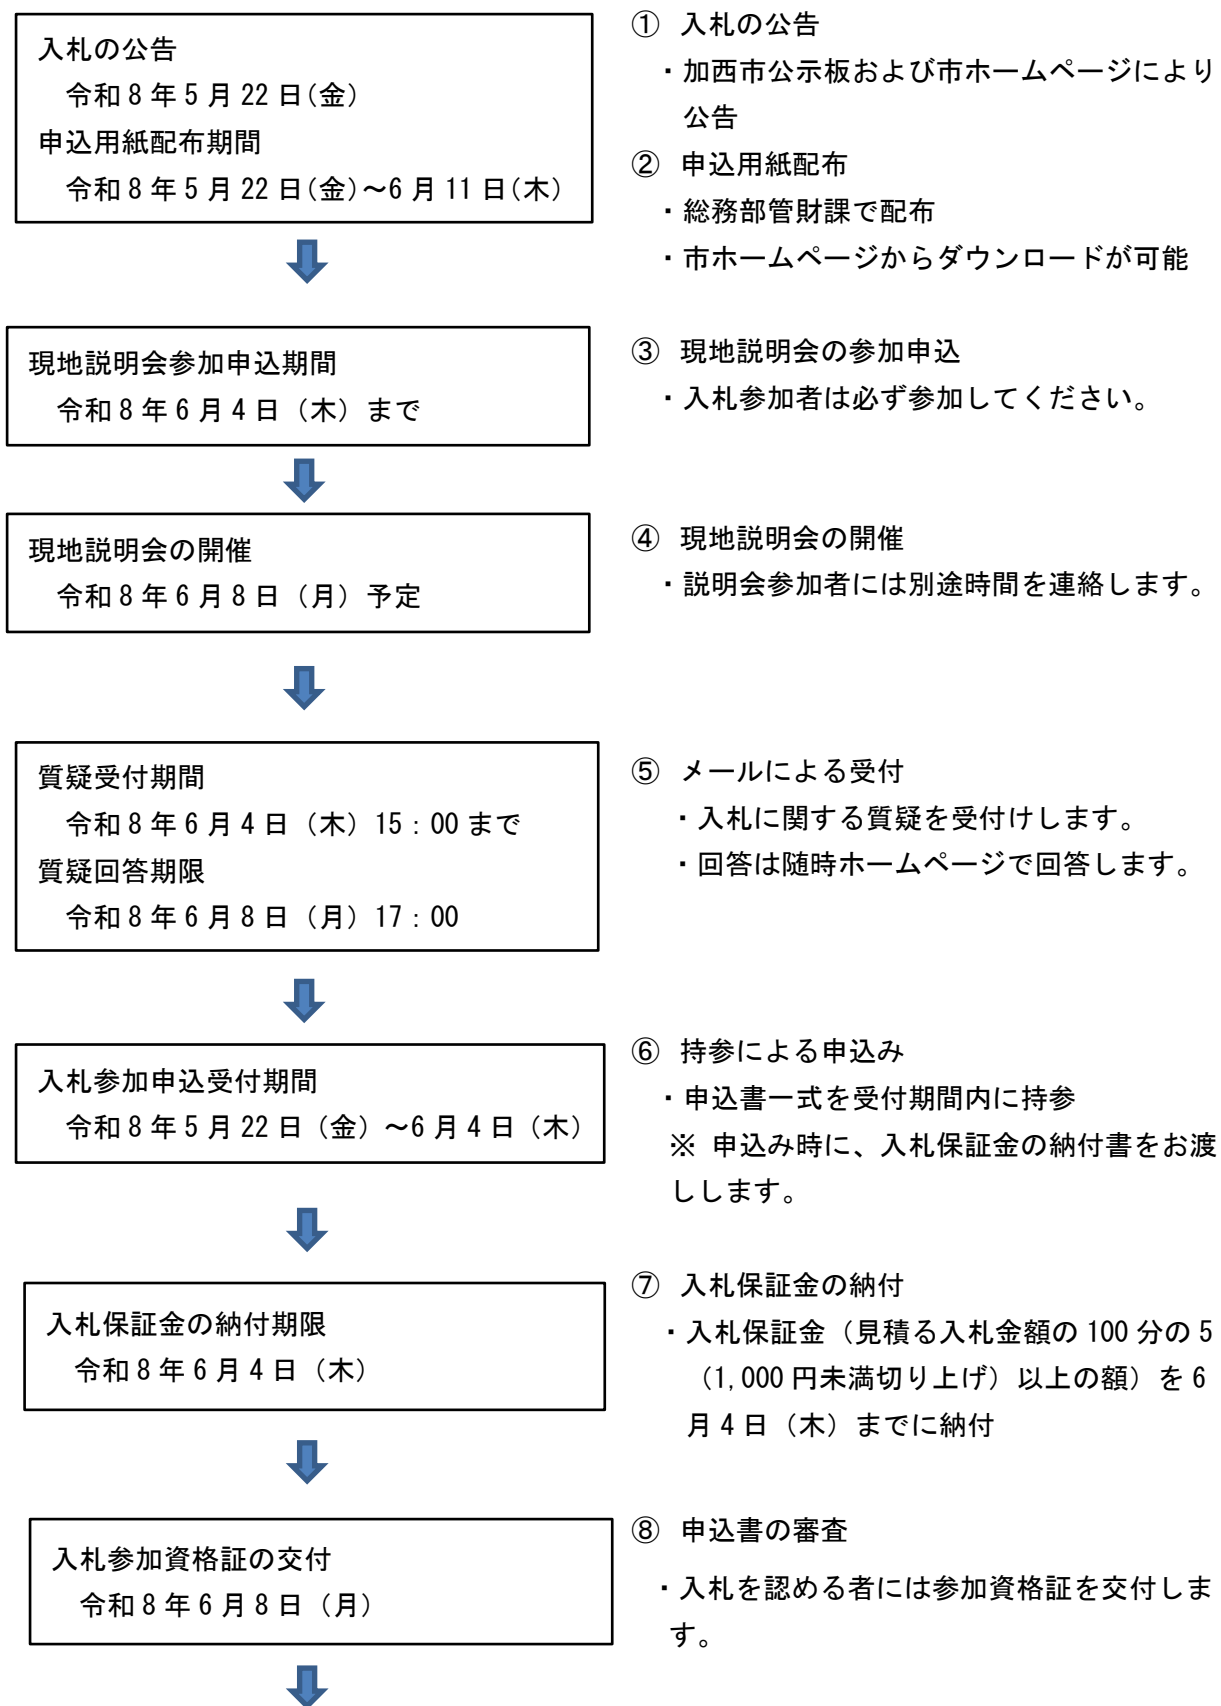 入札の公告
令和8年5月22日(金)
申込用紙配布期間
令和8年5月22日(金)～6月11日(木)
① 入札の公告
・加西市公示板および市ホームページにより
公告
② 申込用紙配布
・総務部管財課で配布
・市ホームページからダウンロードが可能
現地説明会参加申込期間
令和8年6月4日（木）まで
③ 現地説明会の参加申込
・入札参加者は必ず参加してください。
現地説明会の開催
令和8年6月8日（月）予定
④ 現地説明会の開催
・説明会参加者には別途時間を連絡します。
質疑受付期間
令和8年6月4日（木）15：00まで
質疑回答期限
令和8年6月8日（月）17：00
⑤ メールによる受付
・入札に関する質疑を受付けします。
・回答は随時ホームページで回答します。
入札参加申込受付期間
令和8年5月22日（金）～6月4日（木）
⑥ 持参による申込み
・申込書一式を受付期間内に持参
※ 申込み時に、入札保証金の納付書をお渡
しします。
入札保証金の納付期限
令和8年6月4日（木）
⑦ 入札保証金の納付
・入札保証金（見積る入札金額の100分の5
（1,000円未満切り上げ）以上の額）を6
月4日（木）までに納付
入札参加資格証の交付
令和8年6月8日（月）
⑧ 申込書の審査
・入札を認める者には参加資格証を交付しま
す。